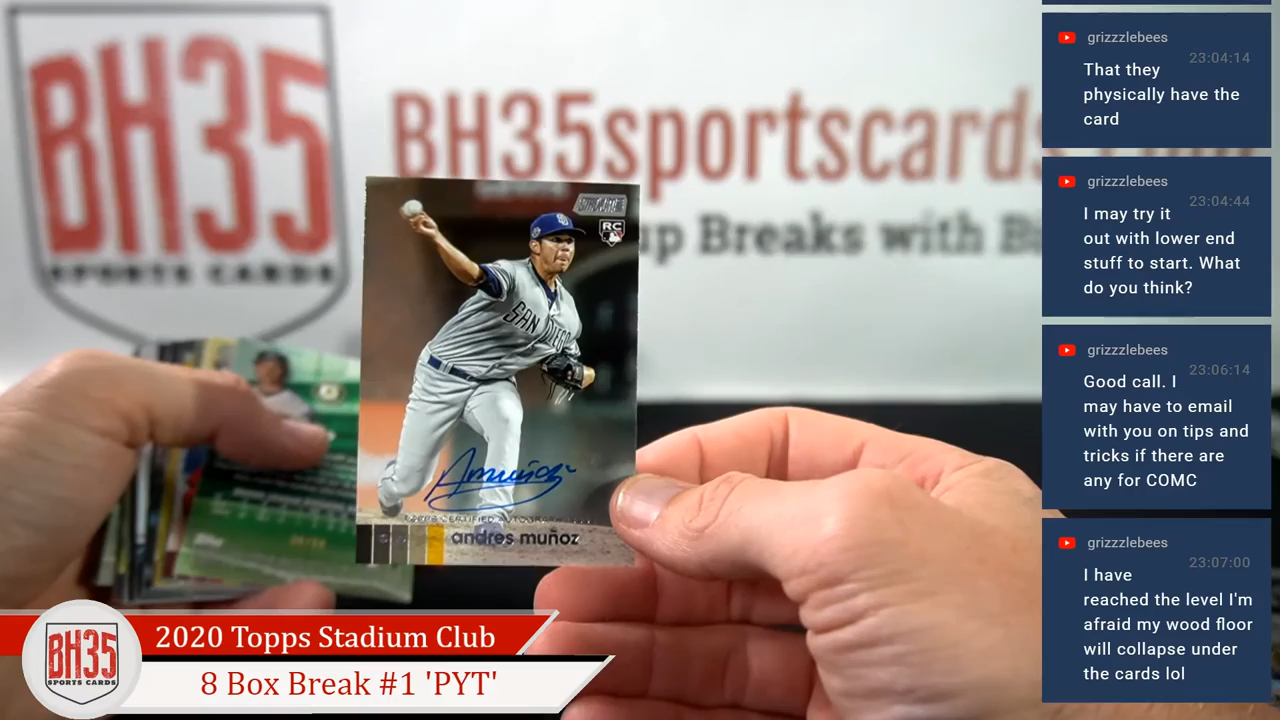 BH35
SPORTS CARDS
BH35sportscards
up Breaks with
RC
SAN DIEGO
TOPPS CERTIFIED AUTOGRAPH
andres muñoz
BH35
SPORTS CARDS
2020 Topps Stadium Club
8 Box Break #1 'PYT'
grizzzlebees
23:04:14
That they
physically have the
card
grizzzlebees
23:04:44
I may try it
out with lower end
stuff to start. What
do you think?
grizzzlebees
23:06:14
Good call. I
may have to email
with you on tips and
tricks if there are
any for COMC
grizzzlebees
23:07:00
I have
reached the level I'm
afraid my wood floor
will collapse under
the cards lol